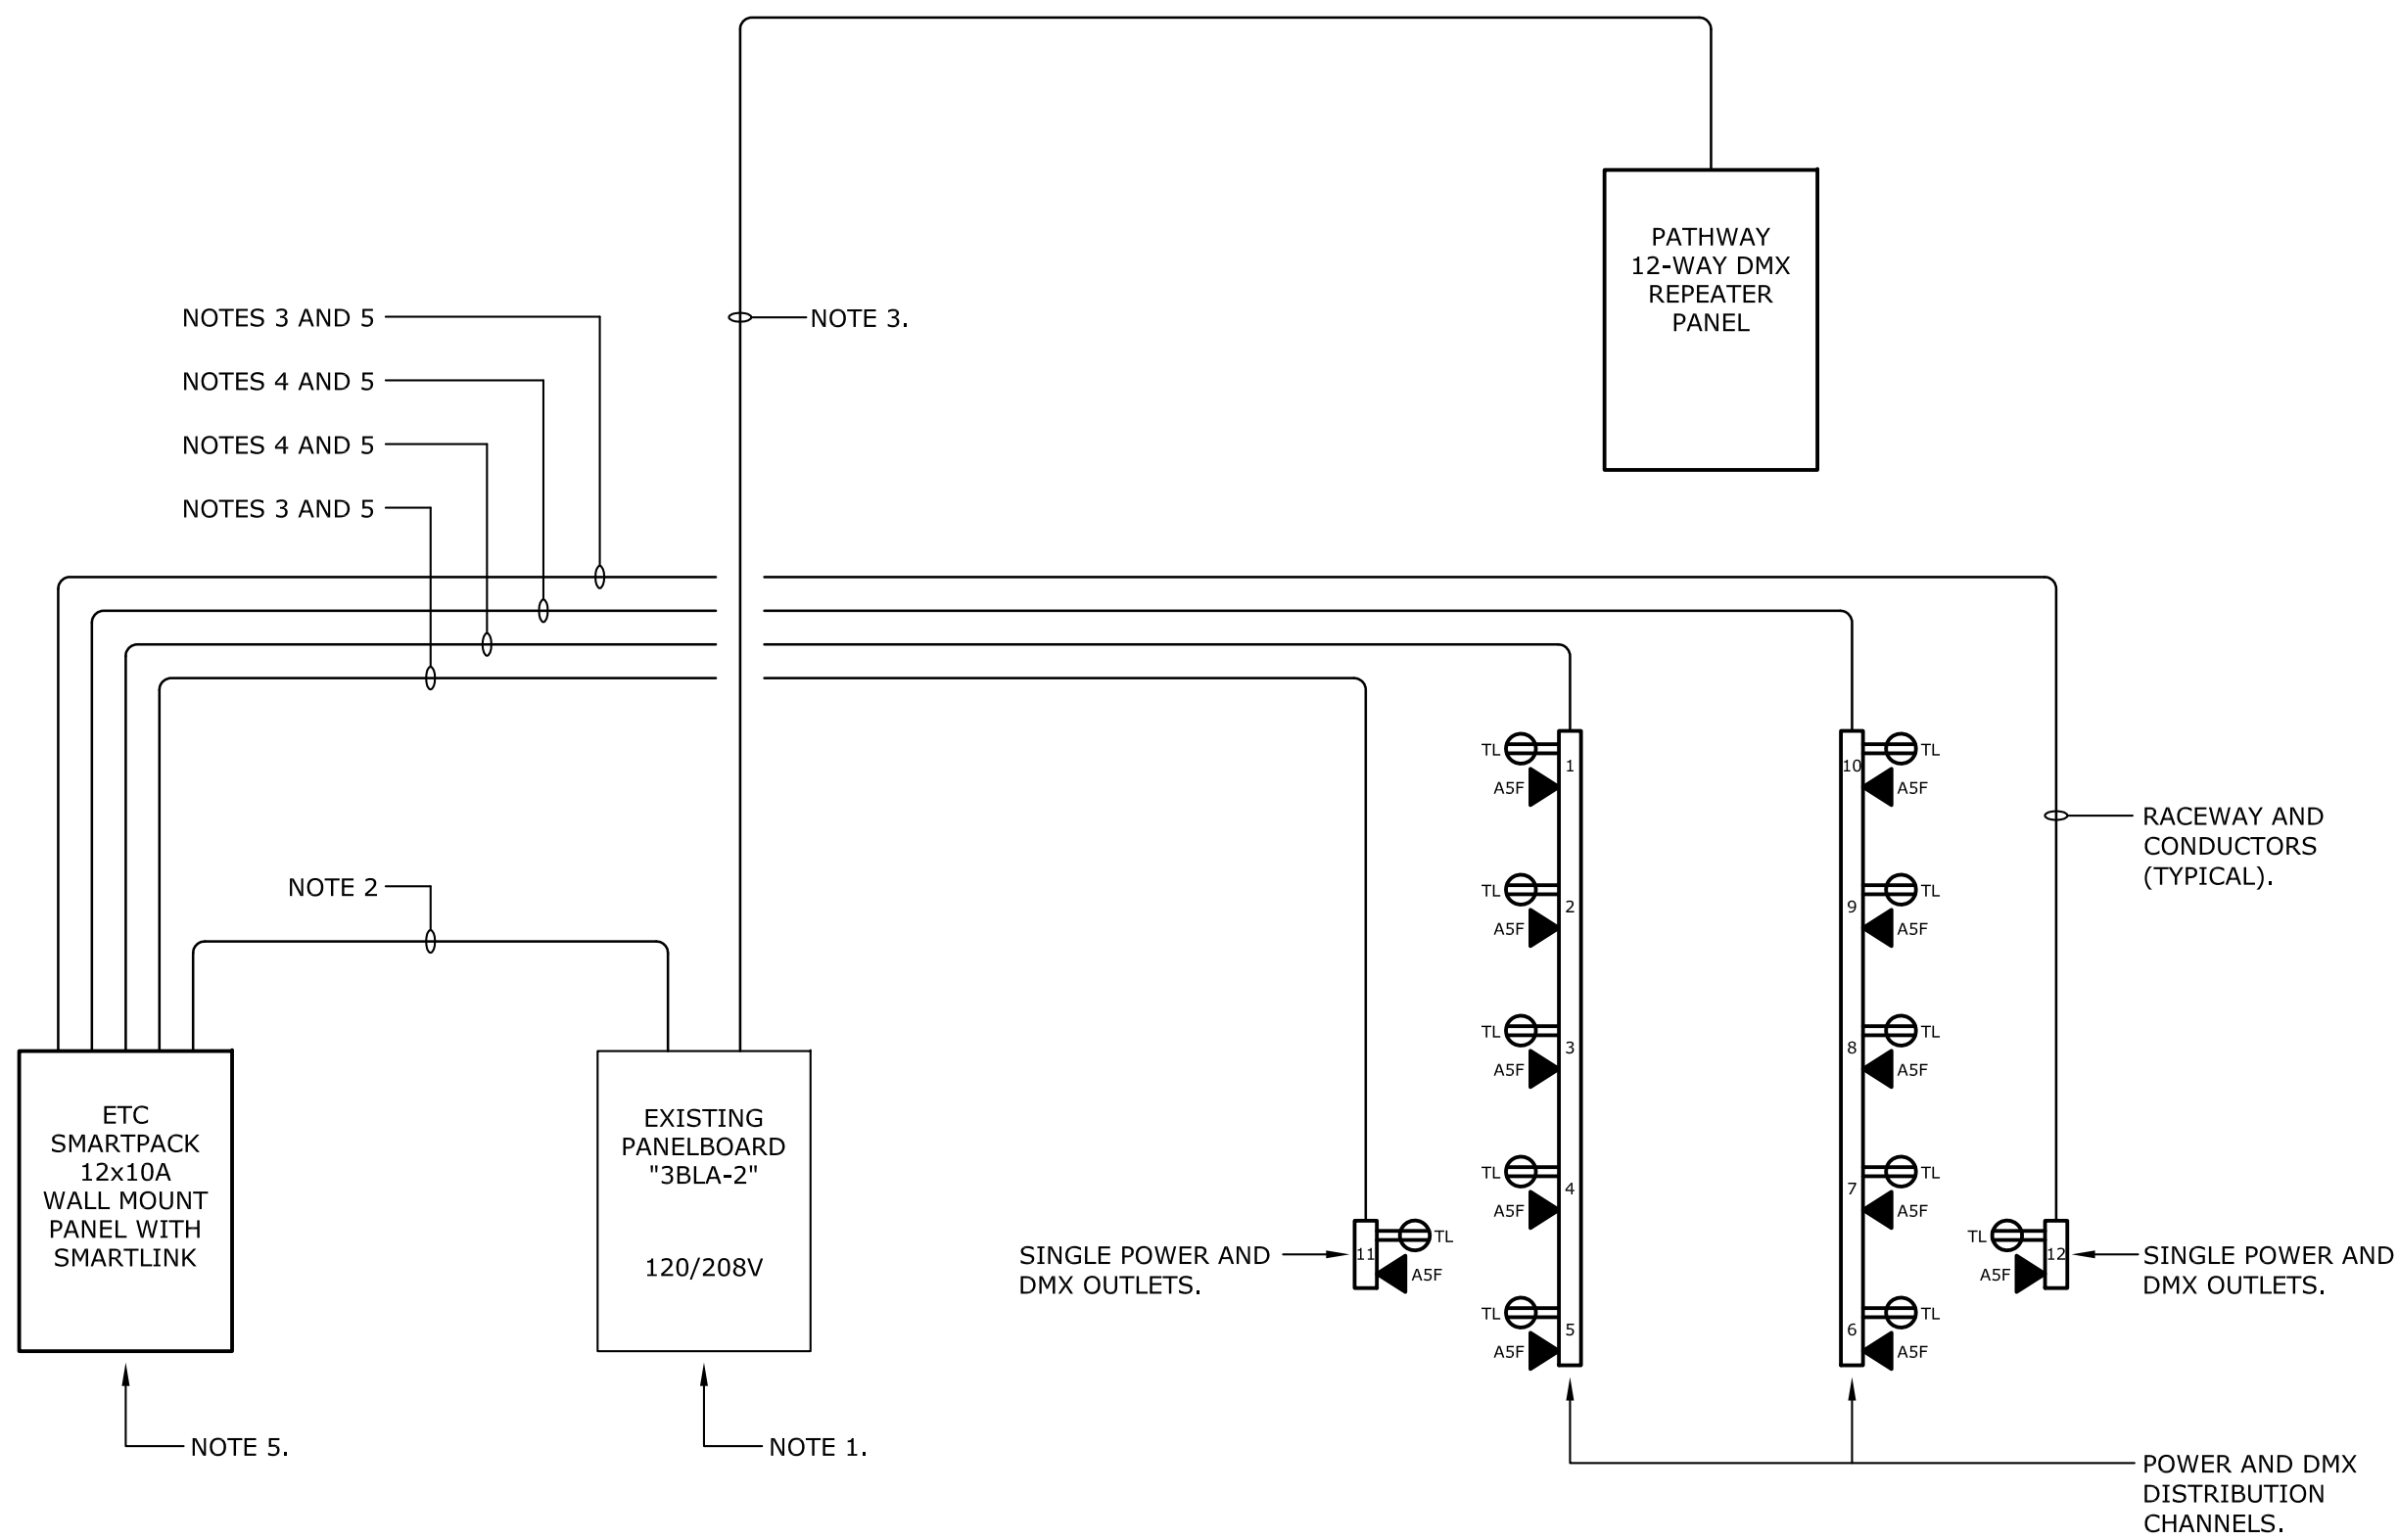 PATHWAY
12-WAY DMX
REPEATER
PANEL
NOTES 3 AND 5
NOTE 3.
NOTES 4 AND 5
NOTES 4 AND 5
NOTES 3 AND 5
TL
1
A5F
10
TL
A5F
RACEWAY AND
CONDUCTORS
(TYPICAL).
NOTE 2
TL
2
A5F
9
TL
A5F
TL
3
A5F
8
TL
A5F
ETC
SMARTPACK
12x10A
WALL MOUNT
PANEL WITH
SMARTLINK
EXISTING
PANELBOARD
"3BLA-2"
120/208V
TL
4
A5F
7
TL
A5F
SINGLE POWER AND
DMX OUTLETS.
11
TL
A5F
TL
A5F
12
SINGLE POWER AND
DMX OUTLETS.
TL
5
A5F
6
TL
A5F
NOTE 5.
NOTE 1.
POWER AND DMX
DISTRIBUTION
CHANNELS.